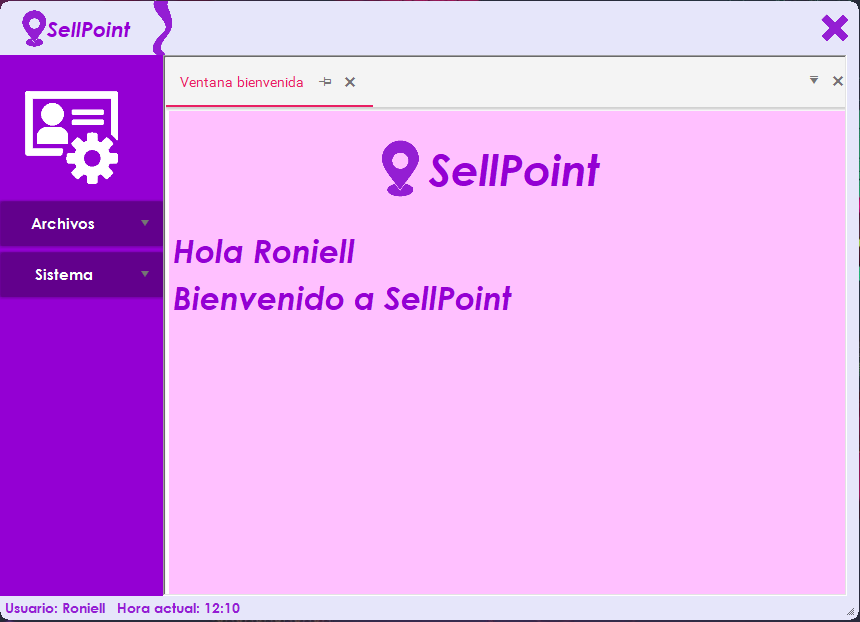 SellPoint
Ventana bienvenida
SellPoint
Archivos
Hola Roniell
Sistema
Bienvenido a SellPoint
Usuario: Roniell Hora actual: 12:10